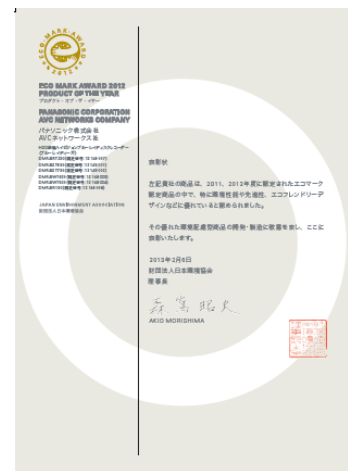 ECO MARK AWARD
2012
ECO MARK AWARD 2012
PRODUCT OF THE YEAR
プロダクト・オブ・ザ・イヤー
PANASONIC CORPORATION
AVC NETWORKS COMPANY
パナソニック株式会社
AVCネットワークス社
JAPAN ENVIRONMENT ASSOCIATION
財団法人日本環境協会
表彰状
左記貴社の商品は、2011、2012年度に認定されたエコマーク
認定商品の中で、特に環境性能や先進性、エコフレンドリーデ
ザインなどに優れていると認められました。
その優れた環境配慮型商品の開発・製造に敬意を表し、ここに
表彰いたします。
2013年2月6日
財団法人日本環境協会
理事長
森嶌昭夫
AKIO MORISHIMA